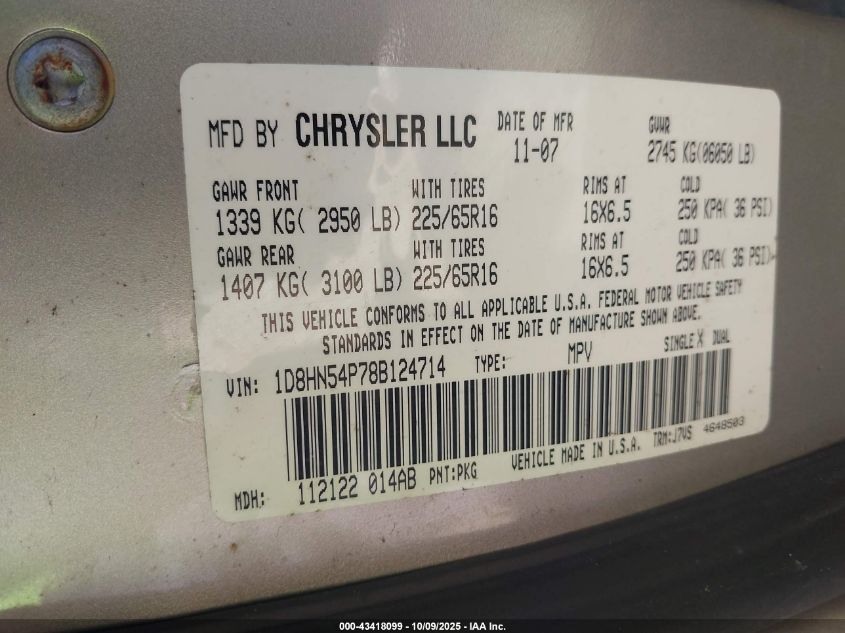 MFD BY CHRYSLER LLC DATE OF MFR GVWR
11-07 2745 KG(06050 LB)
GAWR FRONT WITH TIRES RIMS AT COLD
1339 KG( 2950 LB) 225/65R16 16X6.5 250 KPA( 36 PSI)
GAWR REAR WITH TIRES RIMS AT COLD
1407 KG( 3100 LB) 225/65R16 16X6.5 250 KPA( 36 PSI)
THIS VEHICLE CONFORMS TO ALL APPLICABLE U.S.A. FEDERAL MOTOR VEHICLE SAFETY
STANDARDS IN EFFECT ON THE DATE OF MANUFACTURE SHOWN ABOVE.
VIN: 1D8HN54P78B124714 TYPE: MPV SINGLE X DUAL
MDH: 112122 014AB PNT:PKG VEHICLE MADE IN U.S.A. TRM:J7VS 4648503
000-43418099 - 10/09/2025 - IAA Inc.